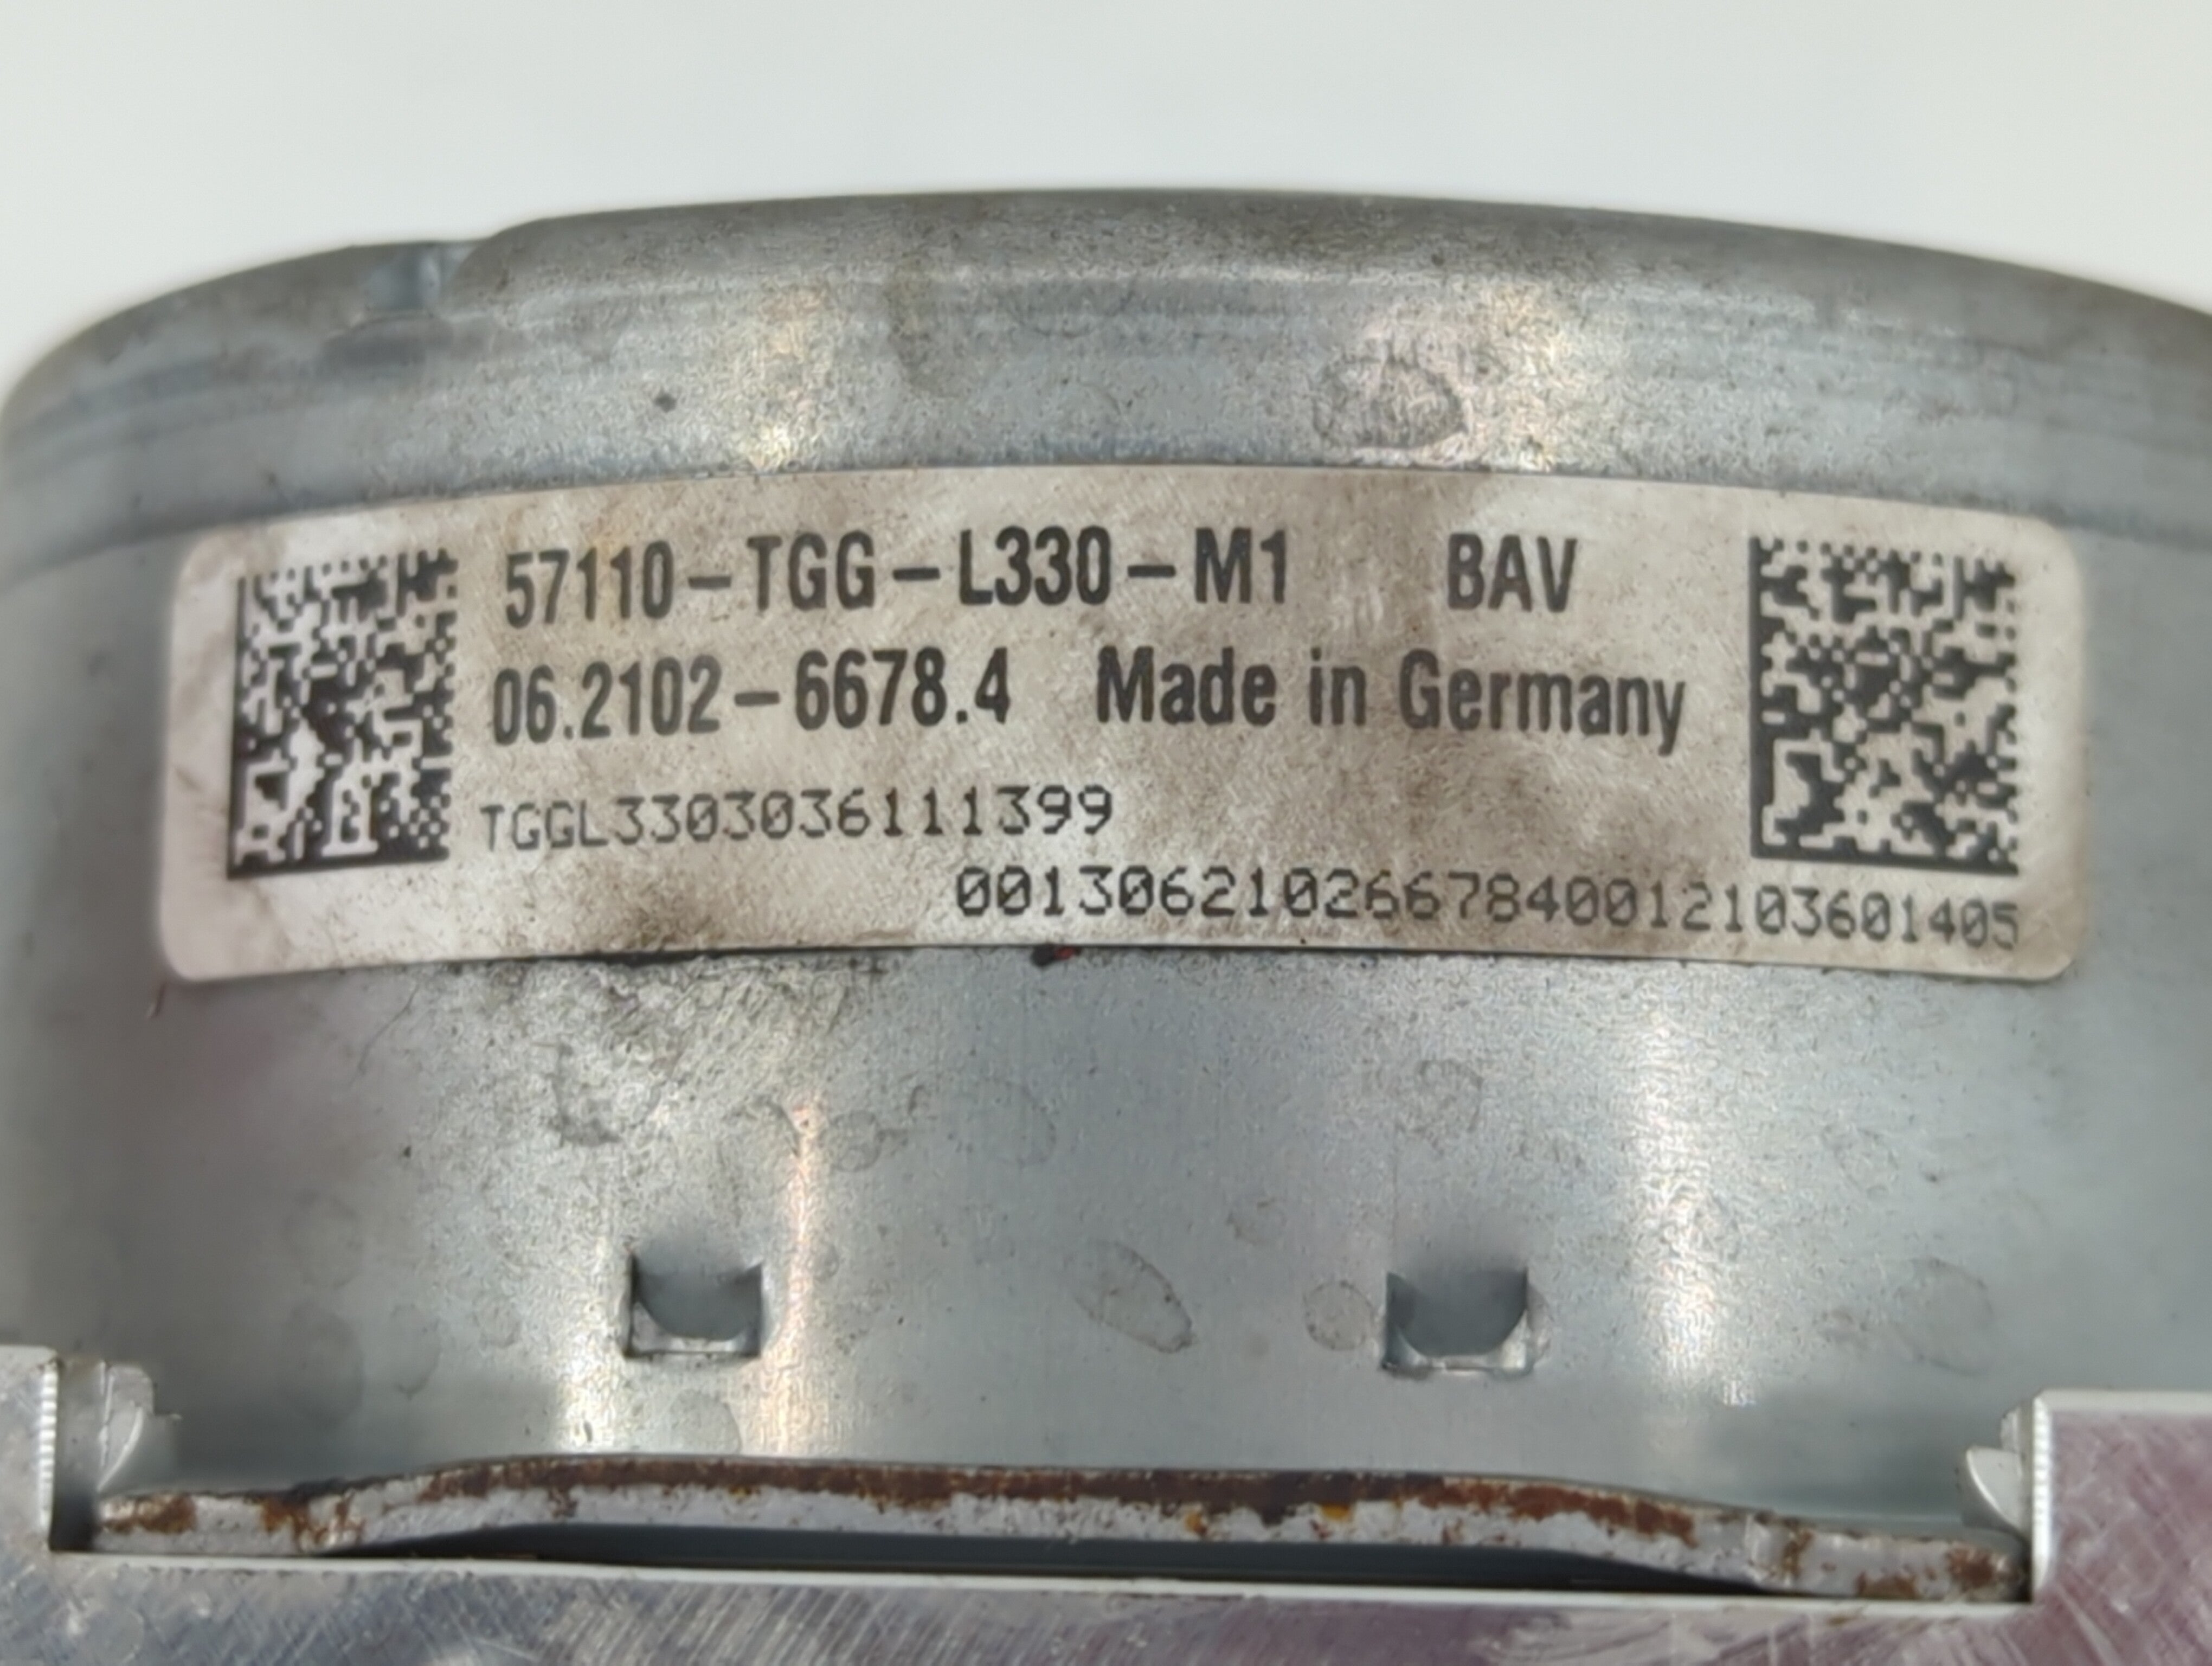 57110-TGG-L330-M1 BAV
06.2102-6678.4 Made in Germany
TGGL3303036111399
0013062102667840012103601405